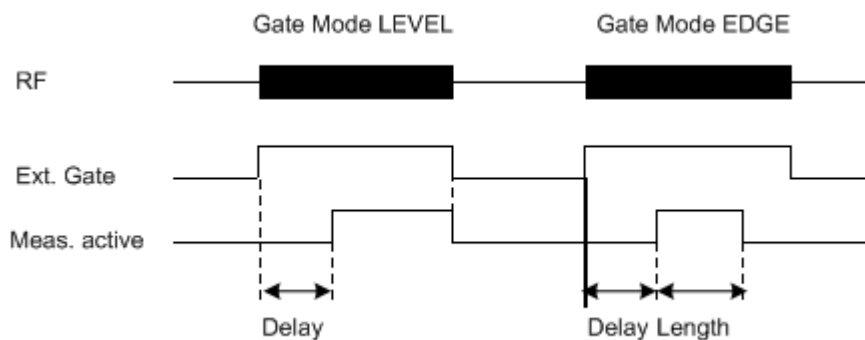 Gate Mode LEVEL Gate Mode EDGE
RF
Ext. Gate
Meas. active
Delay Delay Length